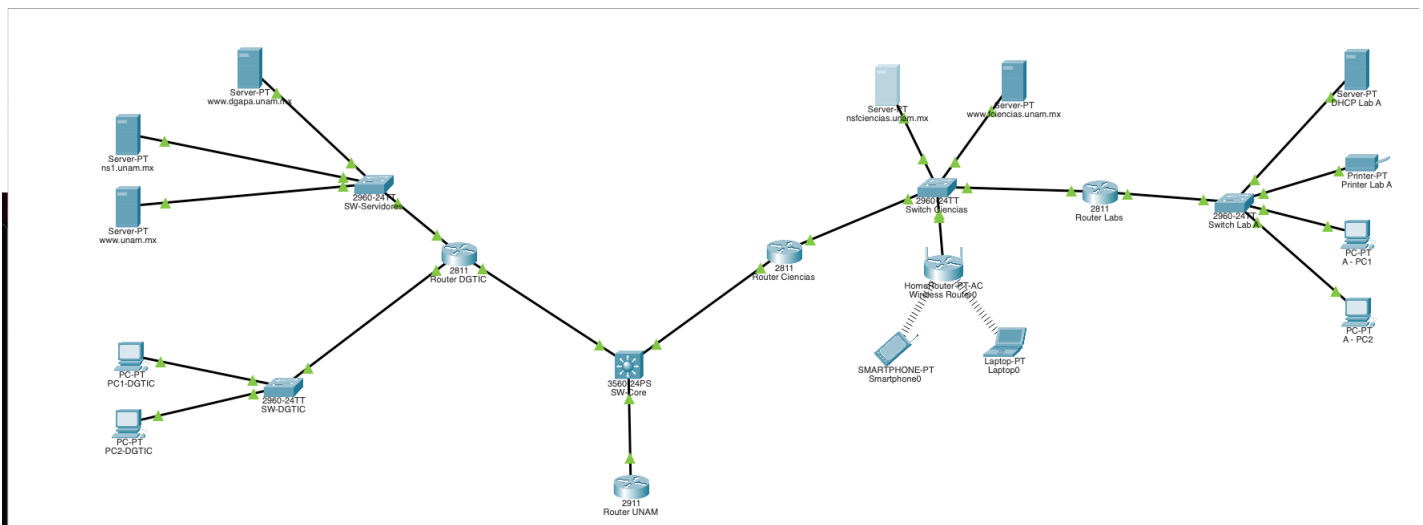 Server-PT
www.dgapa.unam.mx
Server-PT
ns1.unam.mx
Server-PT
www.unam.mx
2960-24TT
SW-Servidores
2811
Router DGTIC
PC-PT
PC1-DGTIC
PC-PT
PC2-DGTIC
2960-24TT
SW-DGTIC
3560-24PS
SW-Core
2911
Router UNAM
2811
Router Ciencias
Server-PT
nsfciencias.unam.mx
Server-PT
www.fciencias.unam.mx
2960-24TT
Switch Ciencias
HomeRouter-PT-AC
Wireless Router0
SMARTPHONE-PT
Smartphone0
Laptop-PT
Laptop0
2811
Router Labs
2960-24TT
Switch Lab A
Server-PT
DHCP Lab A
Printer-PT
Printer Lab A
PC-PT
A - PC1
PC-PT
A - PC2